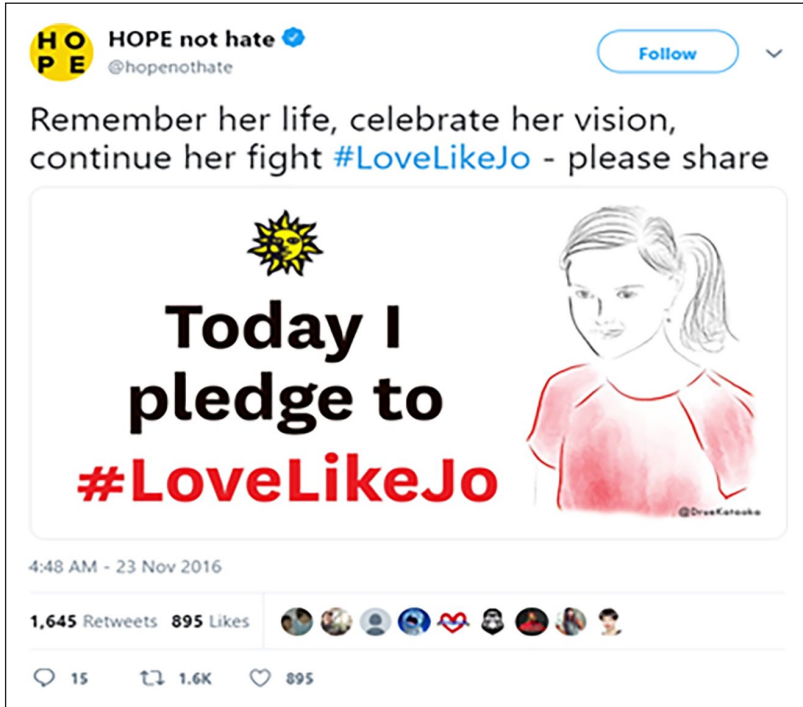 HO
PE
HOPE not hate
@hopenothate
Follow
Remember her life, celebrate her vision,
continue her fight #LoveLikeJo - please share
Today I
pledge to
#LoveLikeJo
@DrueKataoka
4:48 AM - 23 Nov 2016
1,645 Retweets 895 Likes
15 1.6K 895